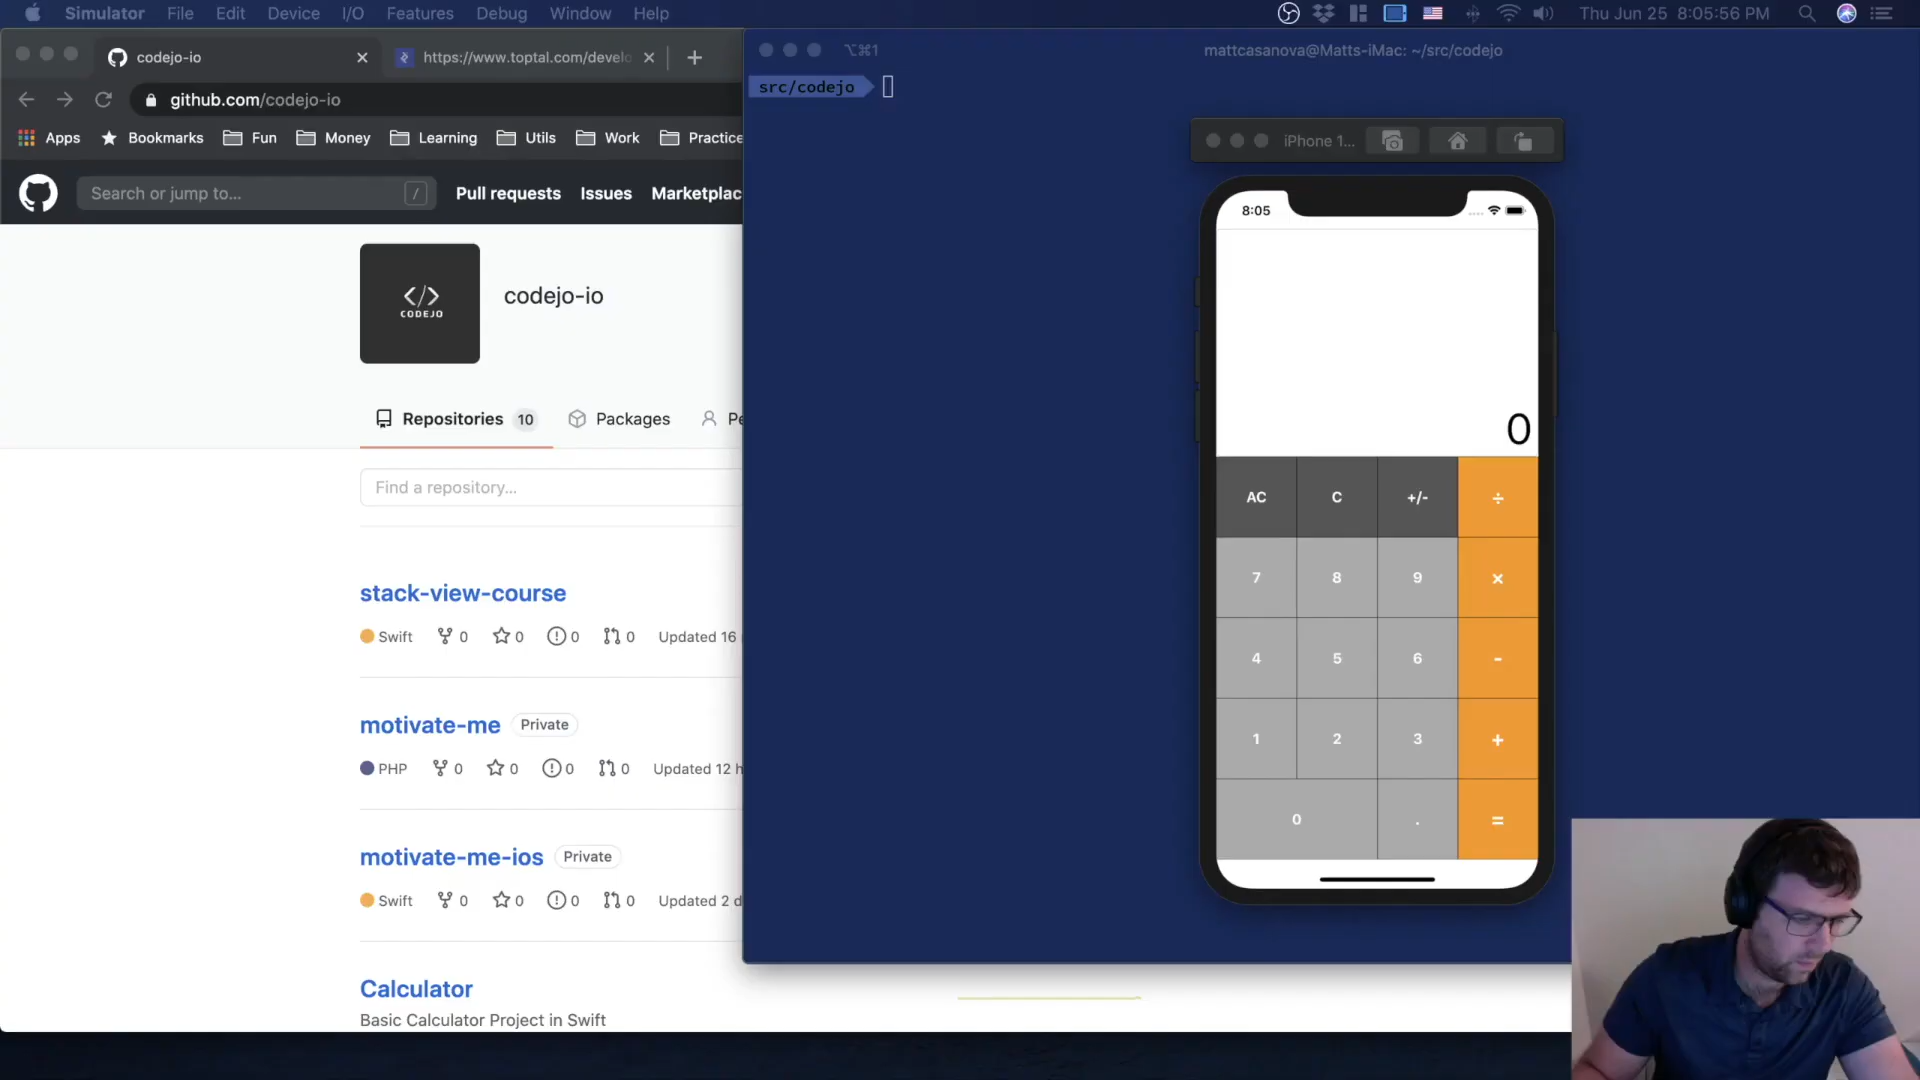 Simulator File Edit Device I/O Features Debug Window Help
Thu Jun 25 8:05:56 PM
codejo-io
https://www.toptal.com/develo
⌥⌘1
mattcasanova@Matts-iMac: ~/src/codejo
src/codejo
github.com/codejo-io
Apps Bookmarks Fun Money Learning Utils Work Practice
Search or jump to... /
Pull requests Issues Marketplac
</>
CODEJO
codejo-io
Repositories 10 Packages Pe
Find a repository...
stack-view-course
Swift 0 0 0 0 Updated 16
motivate-me Private
PHP 0 0 0 0 Updated 12 h
motivate-me-ios Private
Swift 0 0 0 0 Updated 2 d
Calculator
Basic Calculator Project in Swift
iPhone 1...
8:05
0
AC C +/- ÷
7 8 9 ×
4 5 6 -
1 2 3 +
0 . =